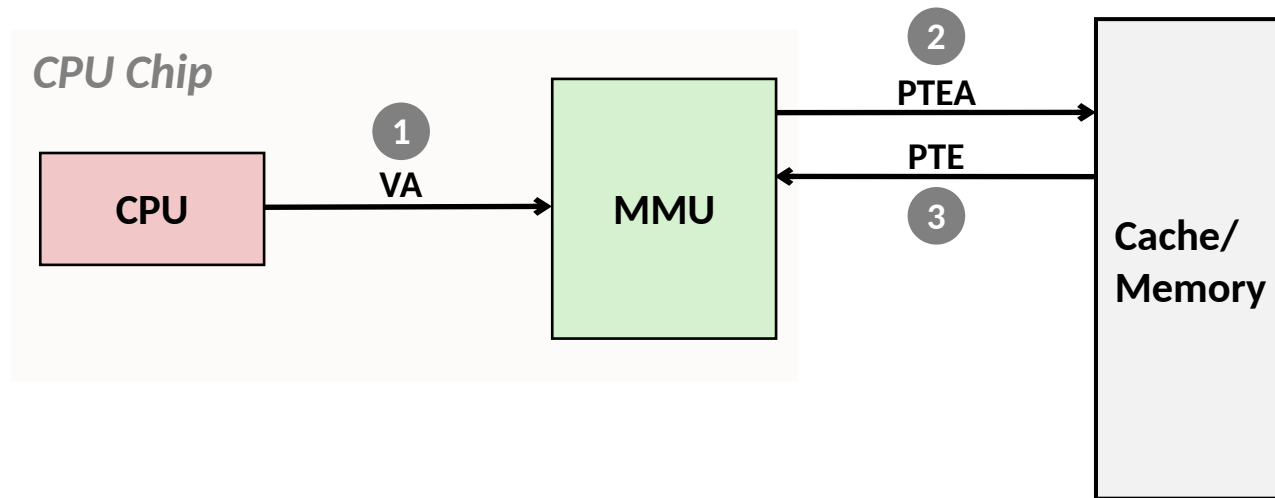 CPU Chip
CPU
1
VA
MMU
2
PTEA
PTE
3
Cache/
Memory